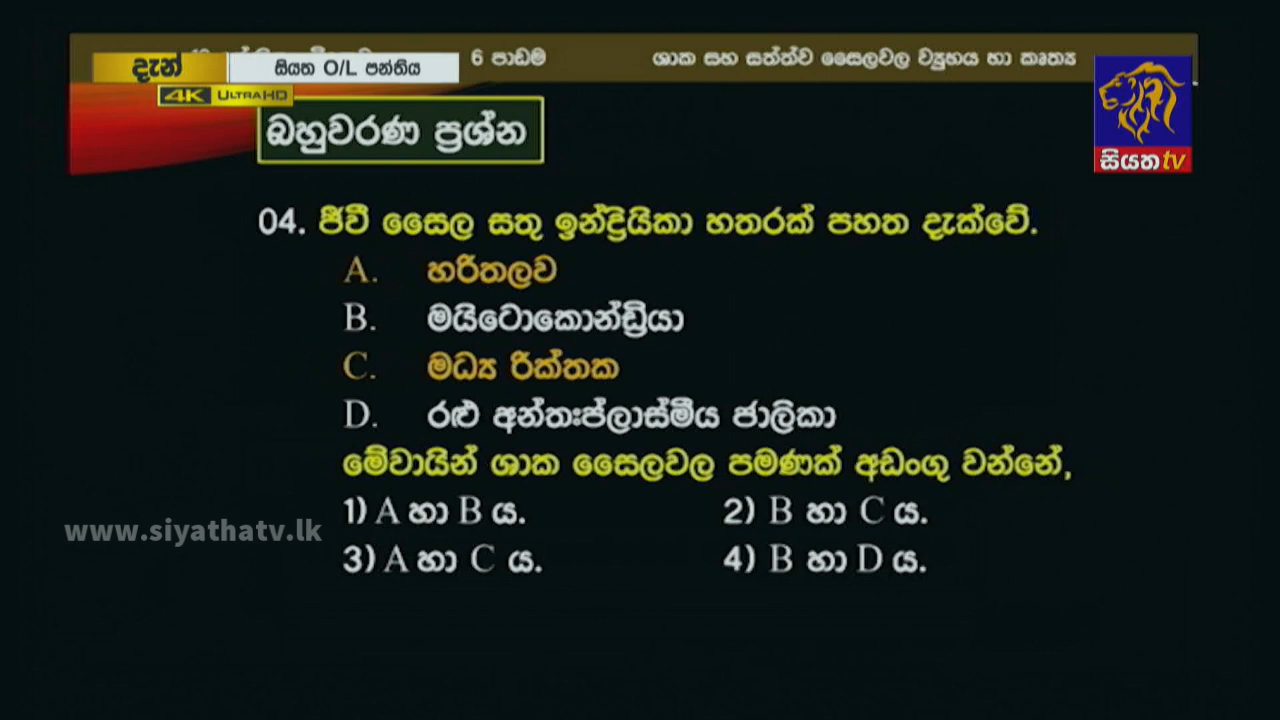 6 පාඩම ශාක සහ සත්ත්ව සෛලවල ව්‍යුහය හා කෘත්‍ය
දැන් සියත O/L පන්තිය
4K ULTRA HD
සියත tv
බහුවරණ ප්‍රශ්න
04. ජීවී සෛල සතු ඉන්ද්‍රියිකා හතරක් පහත දැක්වේ.
A. හරිතලව
B. මයිටොකොන්ඩ්‍රියා
C. මධ්‍ය රික්තක
D. රළු අන්තඃප්ලාස්මීය ජාලිකා
මේවායින් ශාක සෛලවල පමණක් අඩංගු වන්නේ,
1) A හා B ය. 2) B හා C ය.
www.siyathatv.lk
3) A හා C ය. 4) B හා D ය.